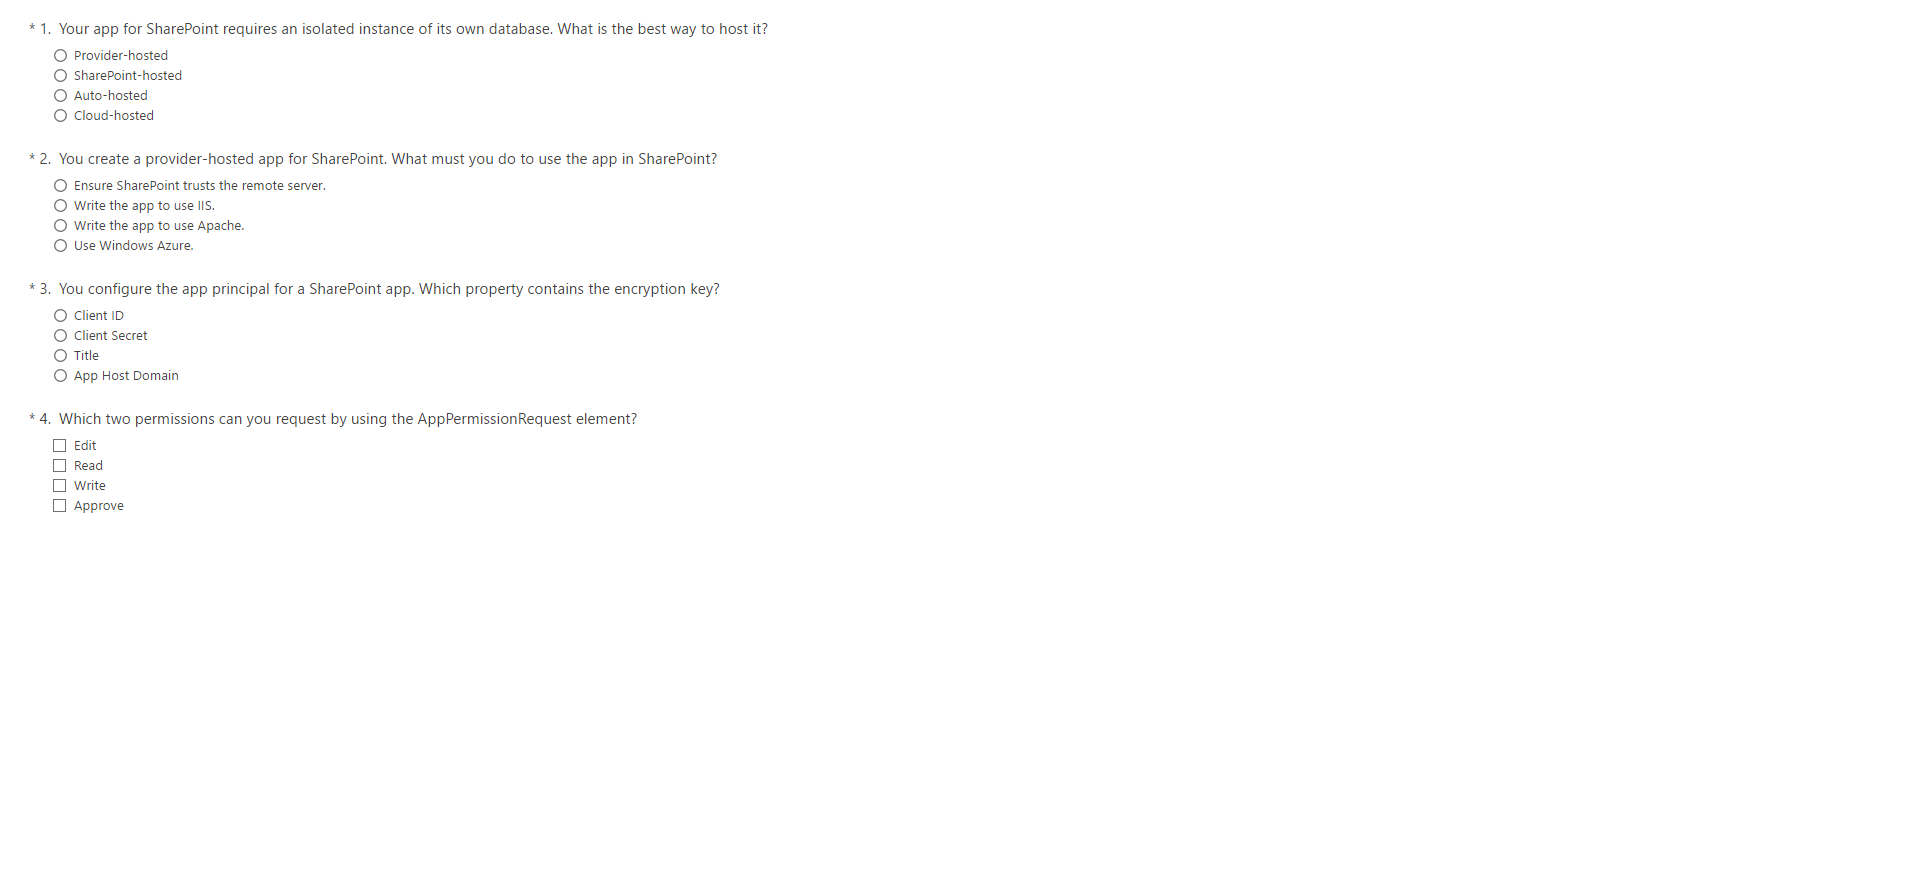 * 1. Your app for SharePoint requires an isolated instance of its own database. What is the best way to host it?
Provider-hosted
SharePoint-hosted
Auto-hosted
Cloud-hosted
* 2. You create a provider-hosted app for SharePoint. What must you do to use the app in SharePoint?
Ensure SharePoint trusts the remote server.
Write the app to use IIS.
Write the app to use Apache.
Use Windows Azure.
* 3. You configure the app principal for a SharePoint app. Which property contains the encryption key?
Client ID
Client Secret
Title
App Host Domain
* 4. Which two permissions can you request by using the AppPermissionRequest element?
Edit
Read
Write
Approve